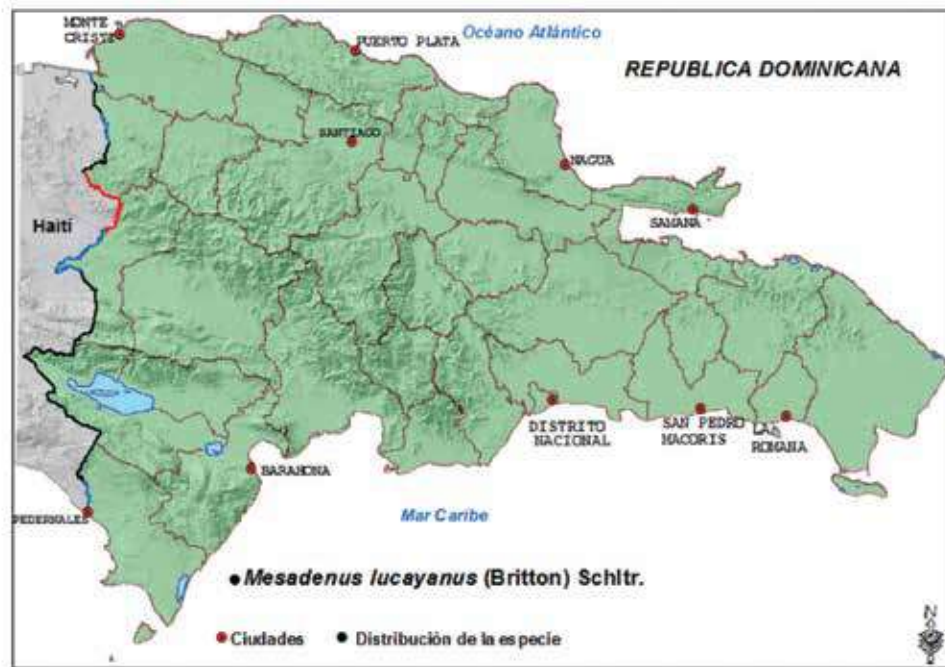 MONTE
CRISTI
PUERTO PLATA
Océano Atlántico
REPUBLICA DOMINICANA
SANTIAGO
NAGUA
Haití
SAMANA
DISTRITO
NACIONAL
SAN PEDRO
MACORIS
LA
ROMANA
BARAHONA
PEDERNALES
Mar Caribe
• Mesadenus lucayanus (Britton) Schltr.
Ciudades
Distribución de la especie
N